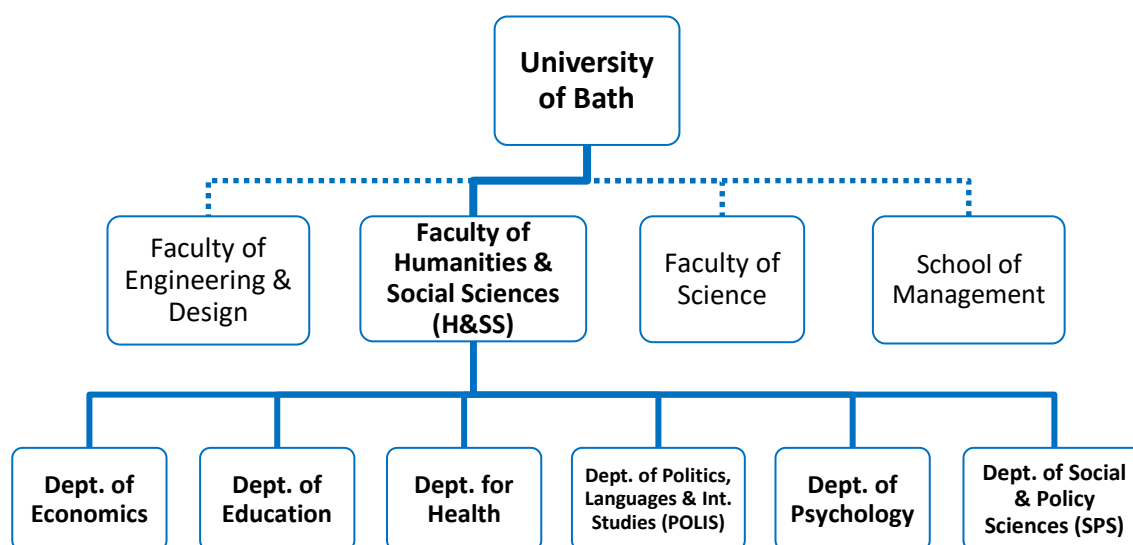 University
of Bath
Faculty of
Engineering &
Design
Faculty of
Humanities &
Social Sciences
(H&SS)
Faculty of
Science
School of
Management
Dept. of
Economics
Dept. of
Education
Dept. for
Health
Dept. of Politics,
Languages & Int.
Studies (POLIS)
Dept. of
Psychology
Dept. of Social
& Policy
Sciences (SPS)